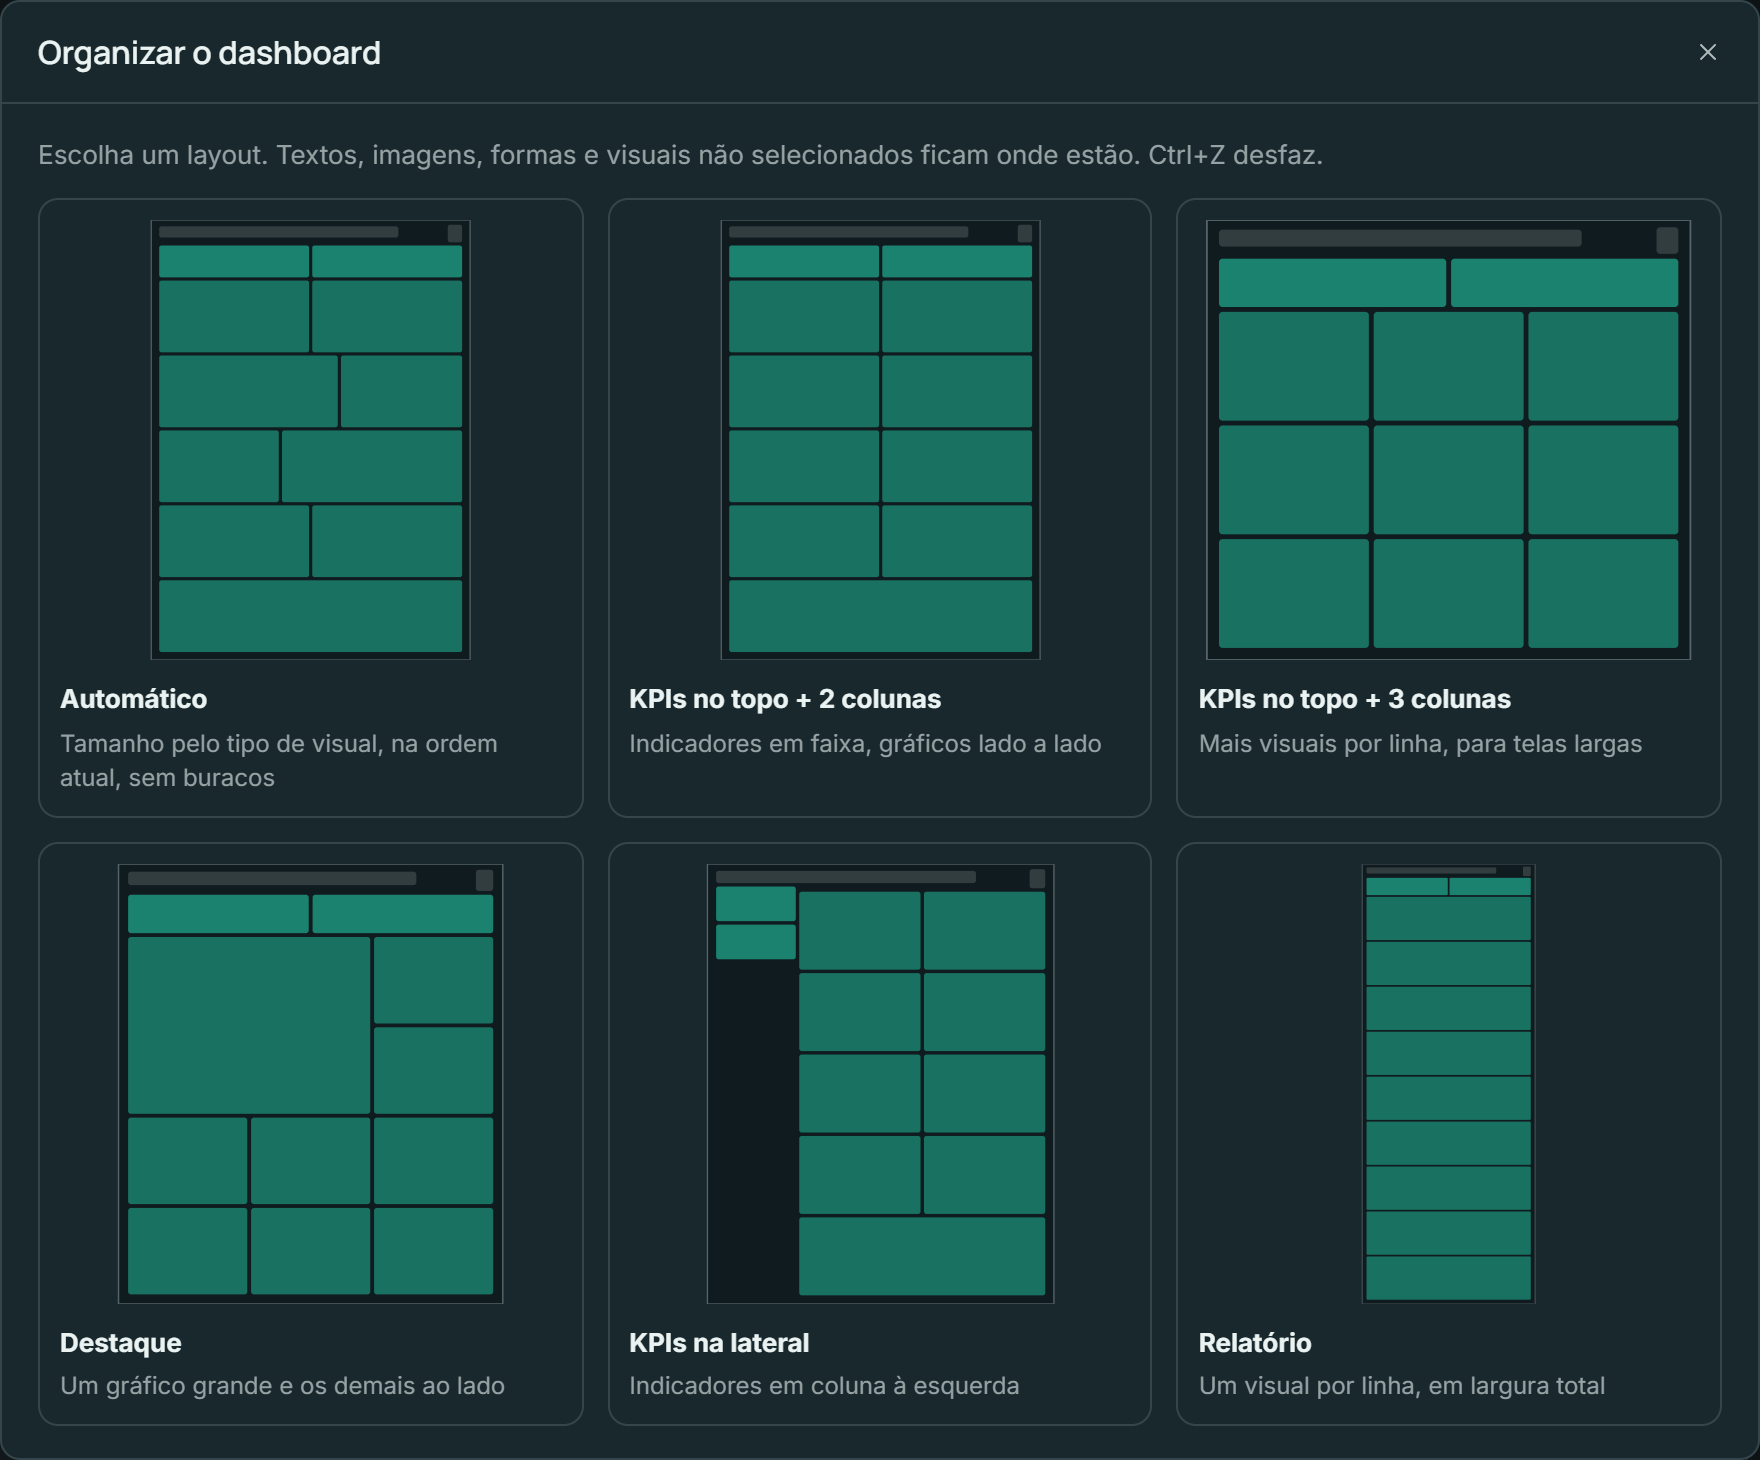 Organizar o dashboard
Escolha um layout. Textos, imagens, formas e visuais não selecionados ficam onde estão. Ctrl+Z desfaz.
Automático
Tamanho pelo tipo de visual, na ordem
atual, sem buracos
KPIs no topo + 2 colunas
Indicadores em faixa, gráficos lado a lado
KPIs no topo + 3 colunas
Mais visuais por linha, para telas largas
Destaque
Um gráfico grande e os demais ao lado
KPIs na lateral
Indicadores em coluna à esquerda
Relatório
Um visual por linha, em largura total